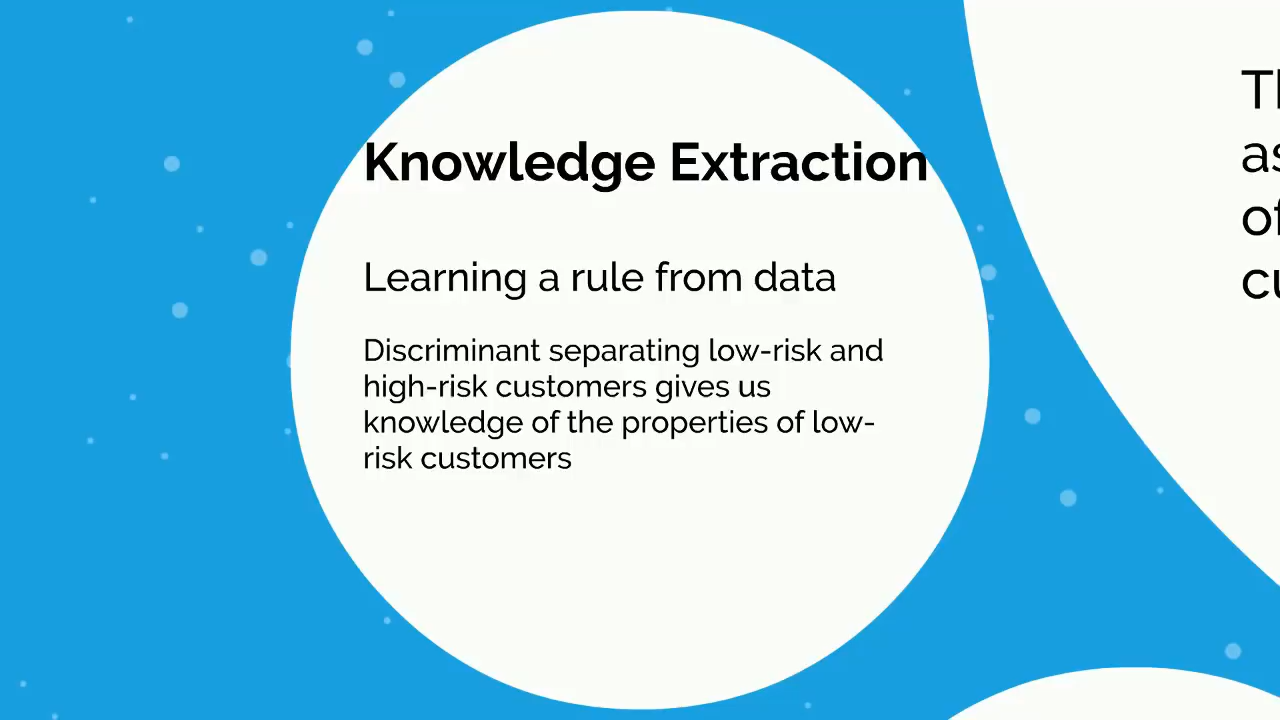 Knowledge Extraction
Learning a rule from data
Discriminant separating low-risk and
high-risk customers gives us
knowledge of the properties of low-
risk customers
of